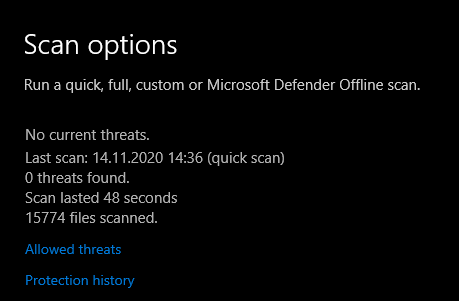 Scan options
Run a quick, full, custom or Microsoft Defender Offline scan.
No current threats.
Last scan: 14.11.2020 14:36 (quick scan)
0 threats found.
Scan lasted 48 seconds
15774 files scanned.
Allowed threats
Protection history